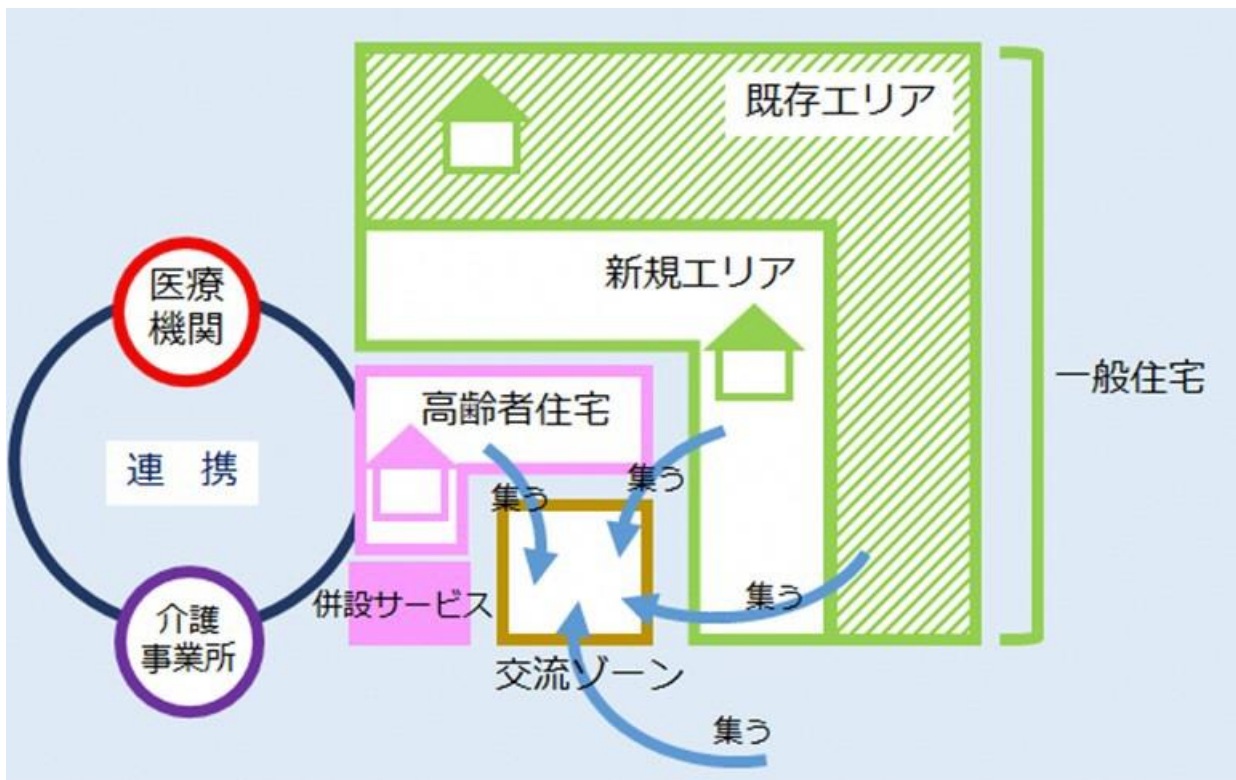 既存エリア
新規エリア
一般住宅
医療
機関
高齢者住宅
連 携
集う
集う
介護
事業所
併設サービス
集う
交流ゾーン
集う